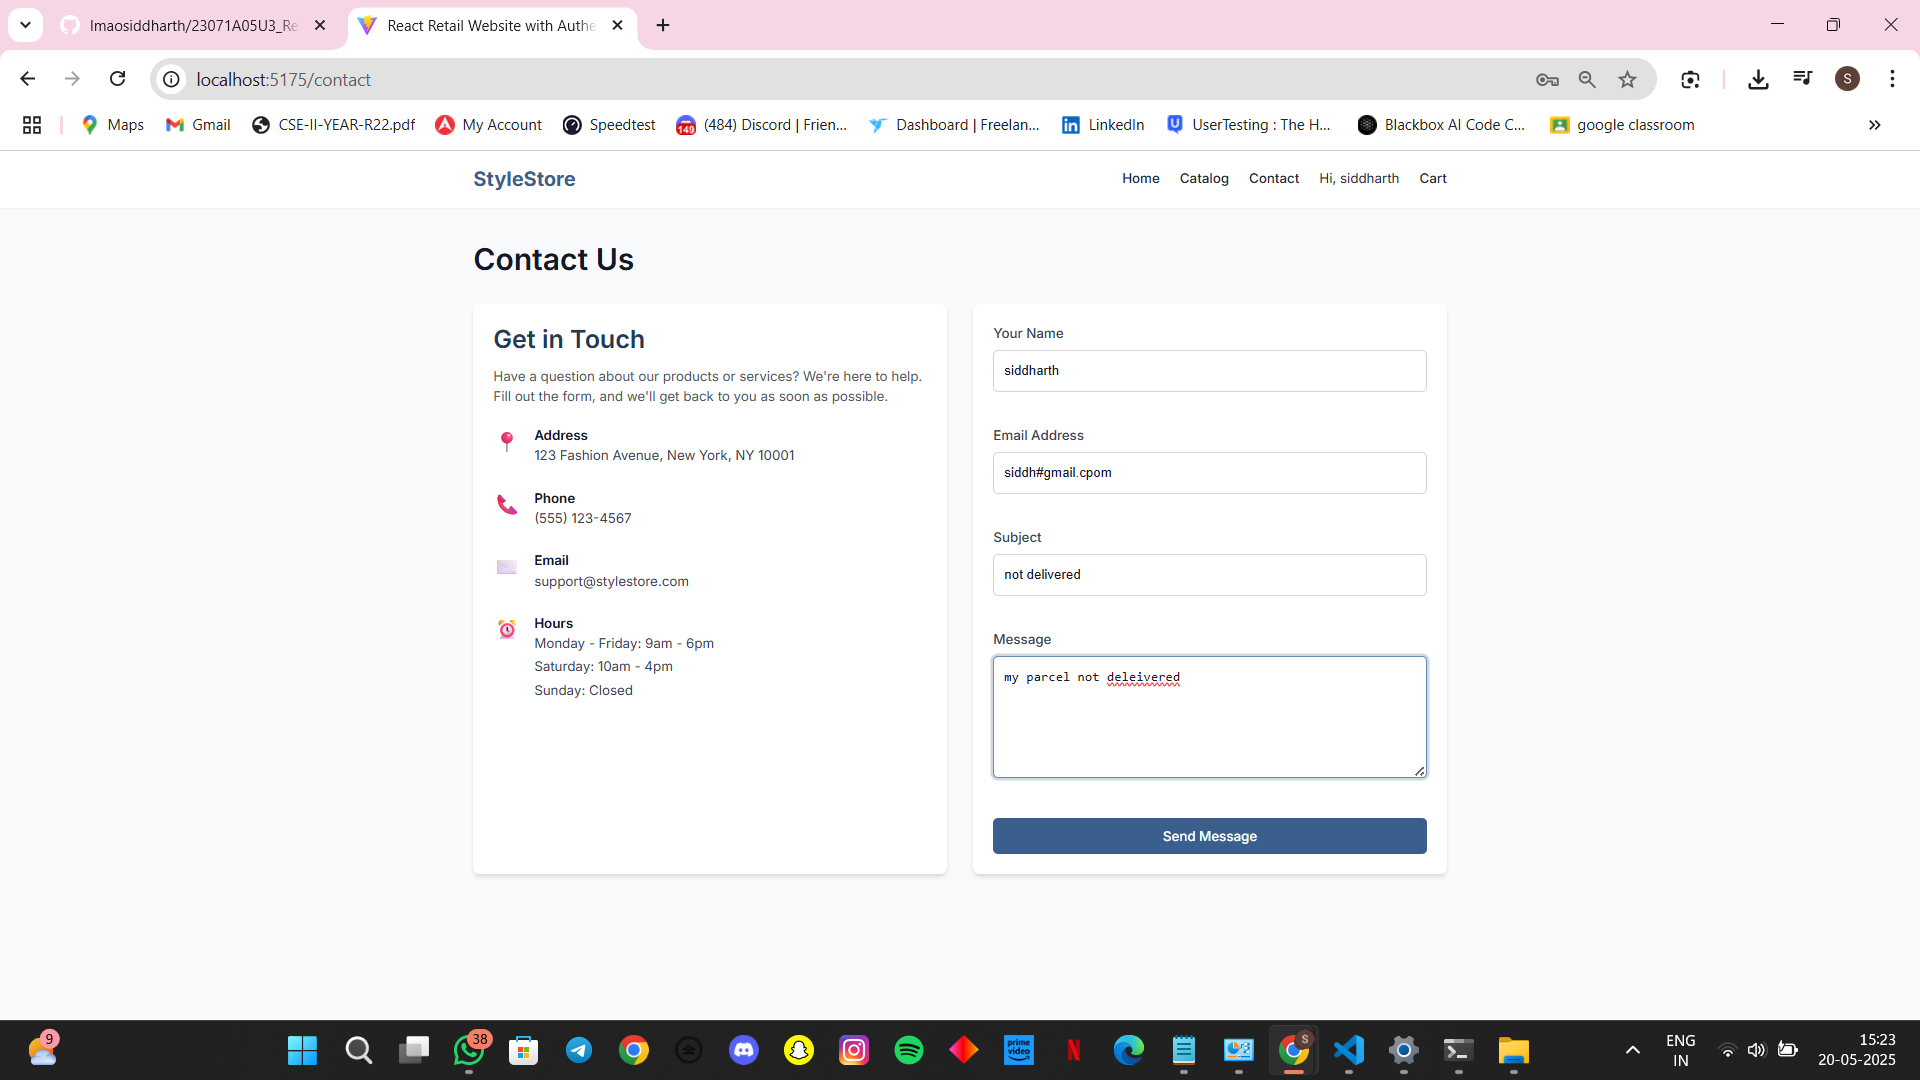 lmaosiddharth/23071A05U3_Re
React Retail Website with Authe
localhost:5175/contact
S
Maps
Gmail
CSE-II-YEAR-R22.pdf
My Account
Speedtest
149
(484) Discord | Frien...
Dashboard | Freelan...
LinkedIn
UserTesting : The H...
Blackbox AI Code C...
google classroom
StyleStore
Home
Catalog
Contact
Hi, siddharth
Cart
Contact Us
Get in Touch
Have a question about our products or services? We're here to help.
Fill out the form, and we'll get back to you as soon as possible.
Address
123 Fashion Avenue, New York, NY 10001
Phone
(555) 123-4567
Email
support@stylestore.com
Hours
Monday - Friday: 9am - 6pm
Saturday: 10am - 4pm
Sunday: Closed
Your Name
siddharth
Email Address
siddh#gmail.cpom
Subject
not delivered
Message
my parcel not deleivered
Send Message
9
38
prime
video
N
S
ENG
IN
15:23
20-05-2025